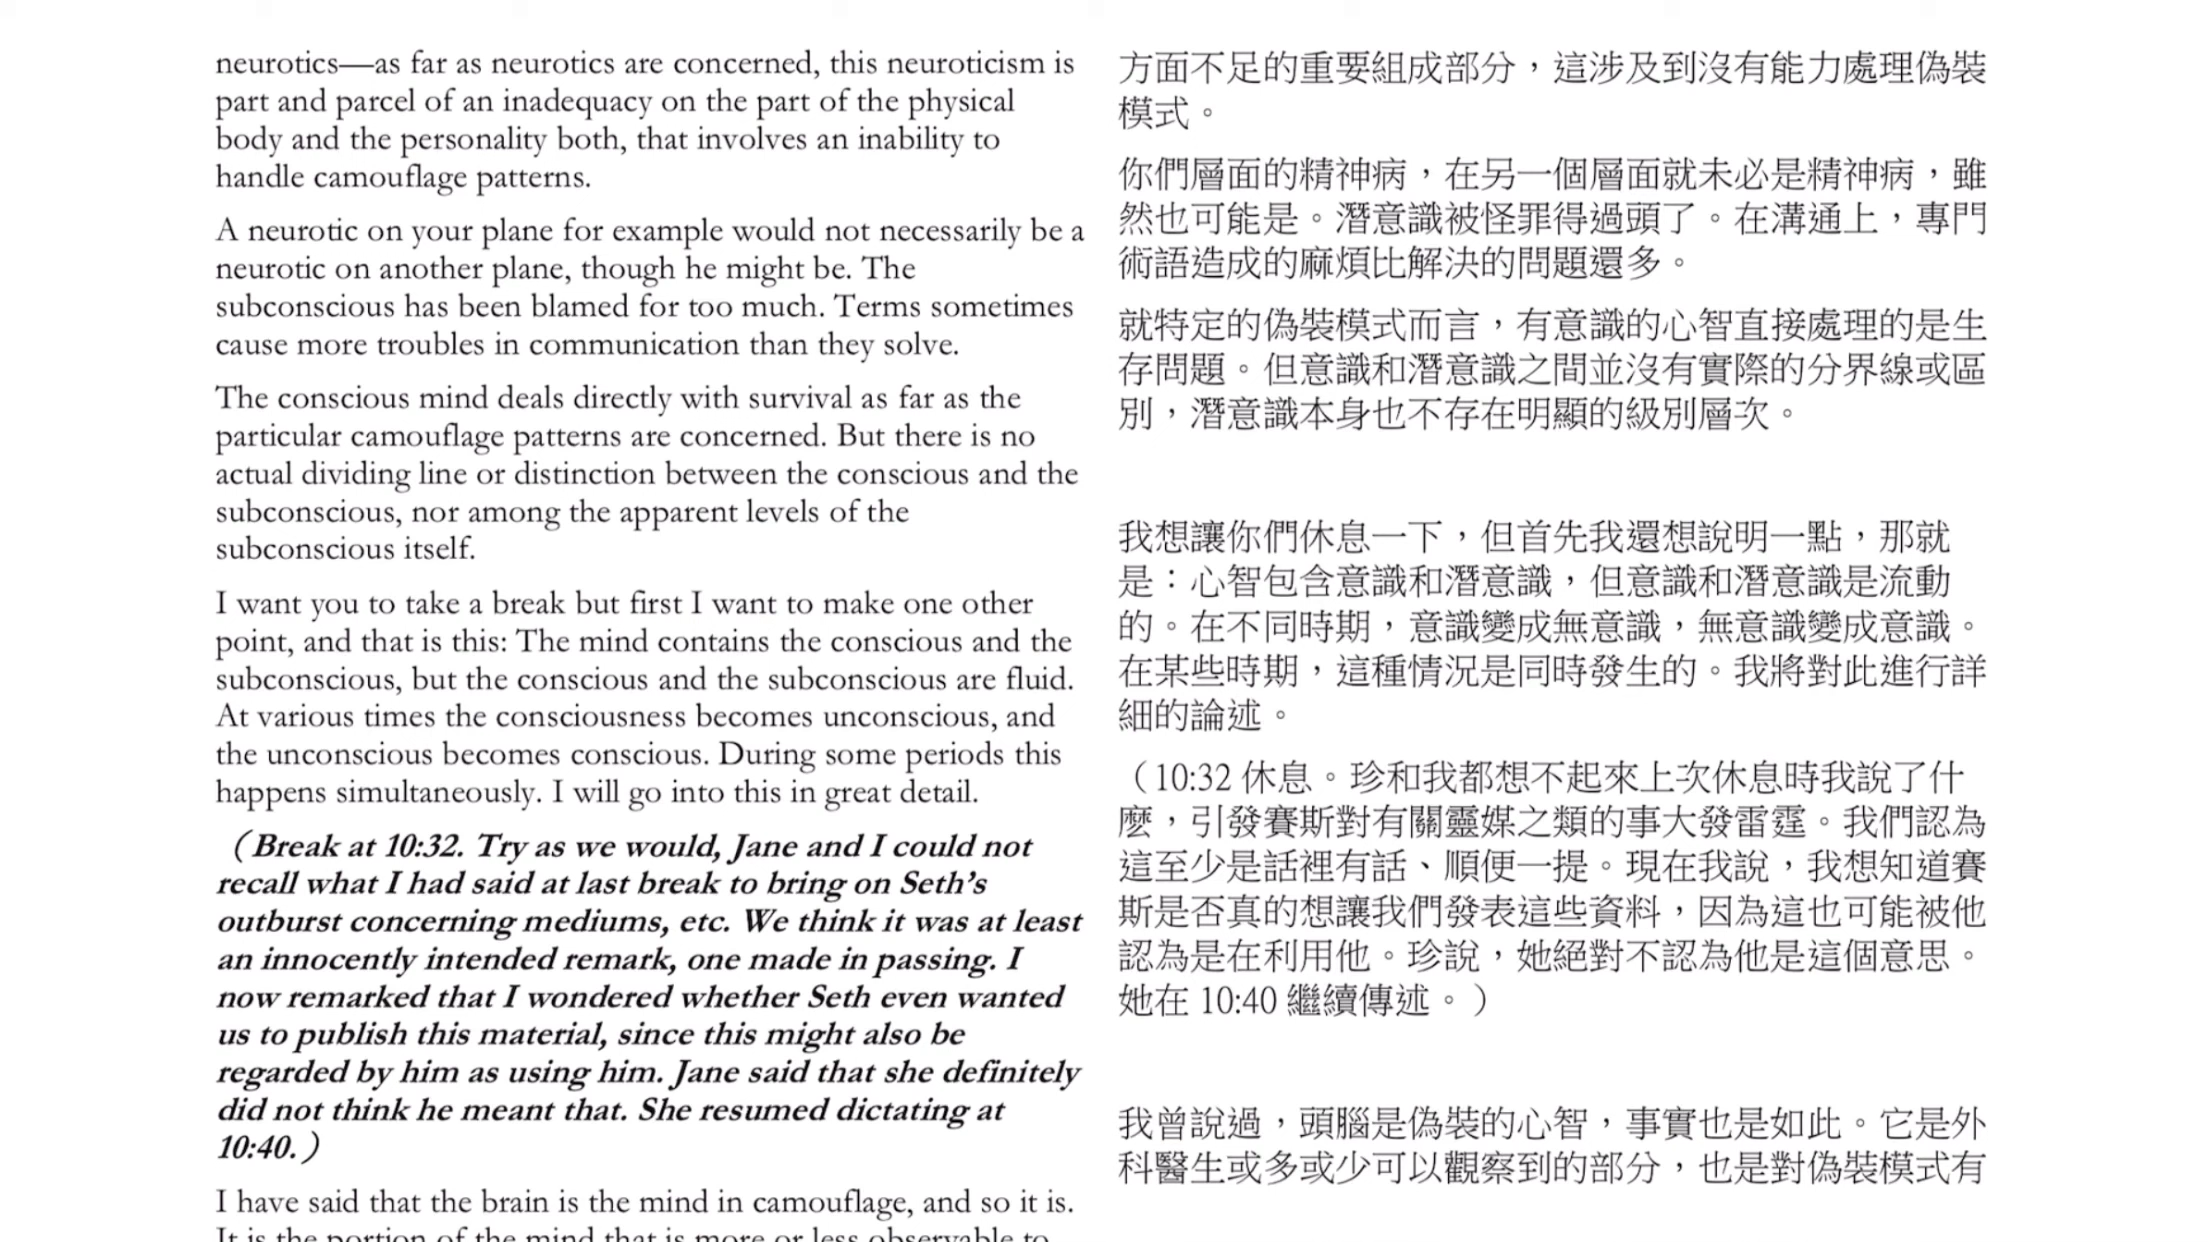 neurotics—as far as neurotics are concerned, this neuroticism is
part and parcel of an inadequacy on the part of the physical
body and the personality both, that involves an inability to
handle camouflage patterns.
A neurotic on your plane for example would not necessarily be a
neurotic on another plane, though he might be. The
subconscious has been blamed for too much. Terms sometimes
cause more troubles in communication than they solve.
The conscious mind deals directly with survival as far as the
particular camouflage patterns are concerned. But there is no
actual dividing line or distinction between the conscious and the
subconscious, nor among the apparent levels of the
subconscious itself.
I want you to take a break but first I want to make one other
point, and that is this: The mind contains the conscious and the
subconscious, but the conscious and the subconscious are fluid.
At various times the consciousness becomes unconscious, and
the unconscious becomes conscious. During some periods this
happens simultaneously. I will go into this in great detail.
（Break at 10:32. Try as we would, Jane and I could not
recall what I had said at last break to bring on Seth’s
outburst concerning mediums, etc. We think it was at least
an innocently intended remark, one made in passing. I
now remarked that I wondered whether Seth even wanted
us to publish this material, since this might also be
regarded by him as using him. Jane said that she definitely
did not think he meant that. She resumed dictating at
10:40.）
I have said that the brain is the mind in camouflage, and so it is.
It is the portion of the mind that is more or less observable to
方面不足的重要組成部分，這涉及到沒有能力處理偽裝
模式。
你們層面的精神病，在另一個層面就未必是精神病，雖
然也可能是。潛意識被怪罪得過頭了。在溝通上，專門
術語造成的麻煩比解決的問題還多。
就特定的偽裝模式而言，有意識的心智直接處理的是生
存問題。但意識和潛意識之間並沒有實際的分界線或區
別，潛意識本身也不存在明顯的級別層次。
我想讓你們休息一下，但首先我還想說明一點，那就
是：心智包含意識和潛意識，但意識和潛意識是流動
的。在不同時期，意識變成無意識，無意識變成意識。
在某些時期，這種情況是同時發生的。我將對此進行詳
細的論述。
（10:32 休息。珍和我都想不起來上次休息時我說了什
麼，引發賽斯對有關靈媒之類的事大發雷霆。我們認為
這至少是話裡有話、順便一提。現在我說，我想知道賽
斯是否真的想讓我們發表這些資料，因為這也可能被他
認為是在利用他。珍說，她絕對不認為他是這個意思。
她在 10:40 繼續傳述。）
我曾說過，頭腦是偽裝的心智，事實也是如此。它是外
科醫生或多或少可以觀察到的部分，也是對偽裝模式有